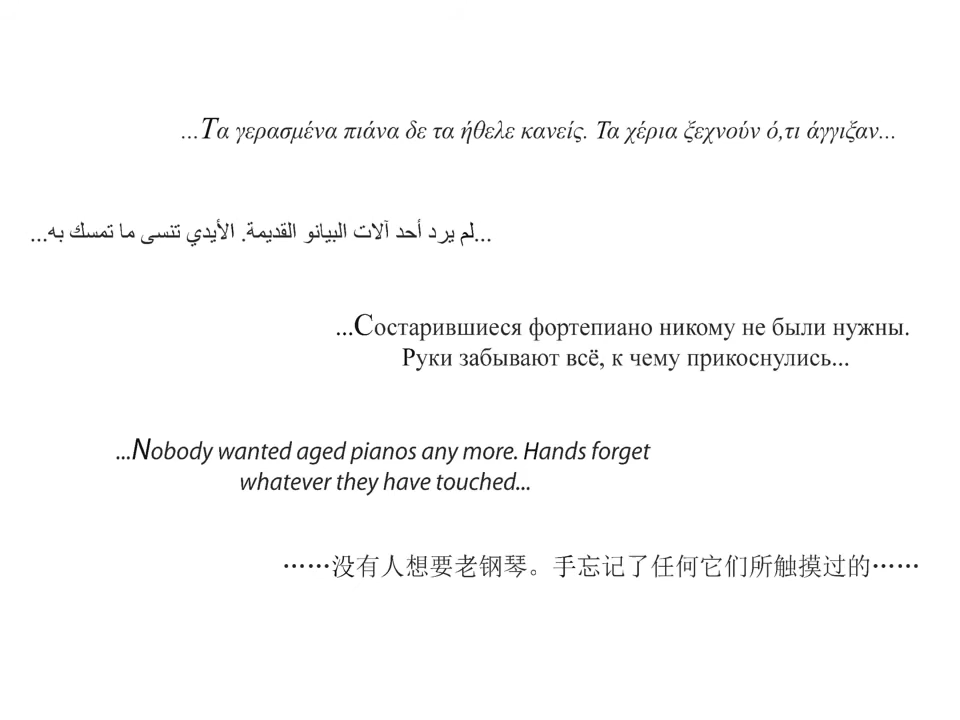 ...Τα γερασμένα πιάνα δε τα ήθελε κανείς. Τα χέρια ξεχνούν ό,τι άγγιξαν...
...لم يرد أحد آلات البيانو القديمة. الأيدي تنسى ما تمسك به...
...Состарившиеся фортепиано никому не были нужны.
Руки забывают всё, к чему прикоснулись...
...Nobody wanted aged pianos any more. Hands forget
whatever they have touched...
……没有人想要老钢琴。手忘记了任何它们所触摸过的……